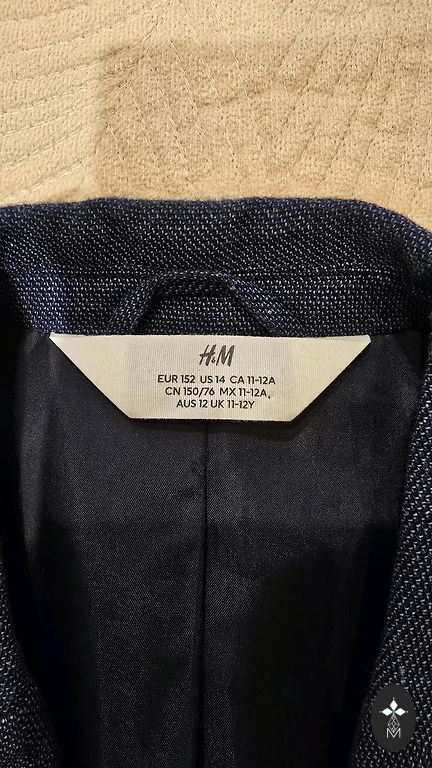 H&M
EUR 152 US 14 CA 11-12A
CN 150/76 MX 11-12A
AUS 12 UK 11-12Y